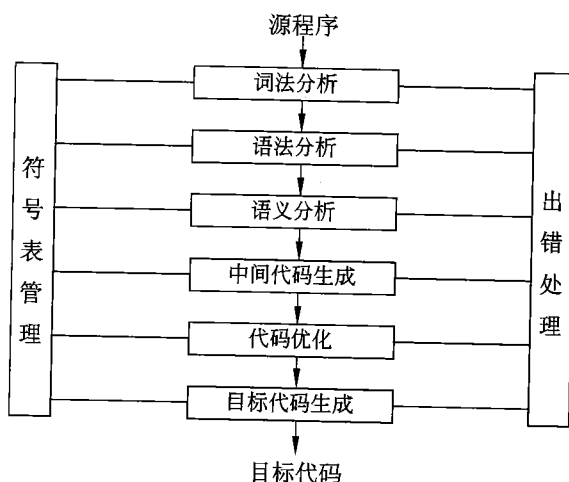 源程序
词法分析
语法分析
语义分析
中间代码生成
代码优化
目标代码生成
目标代码
符号表管理
出错处理